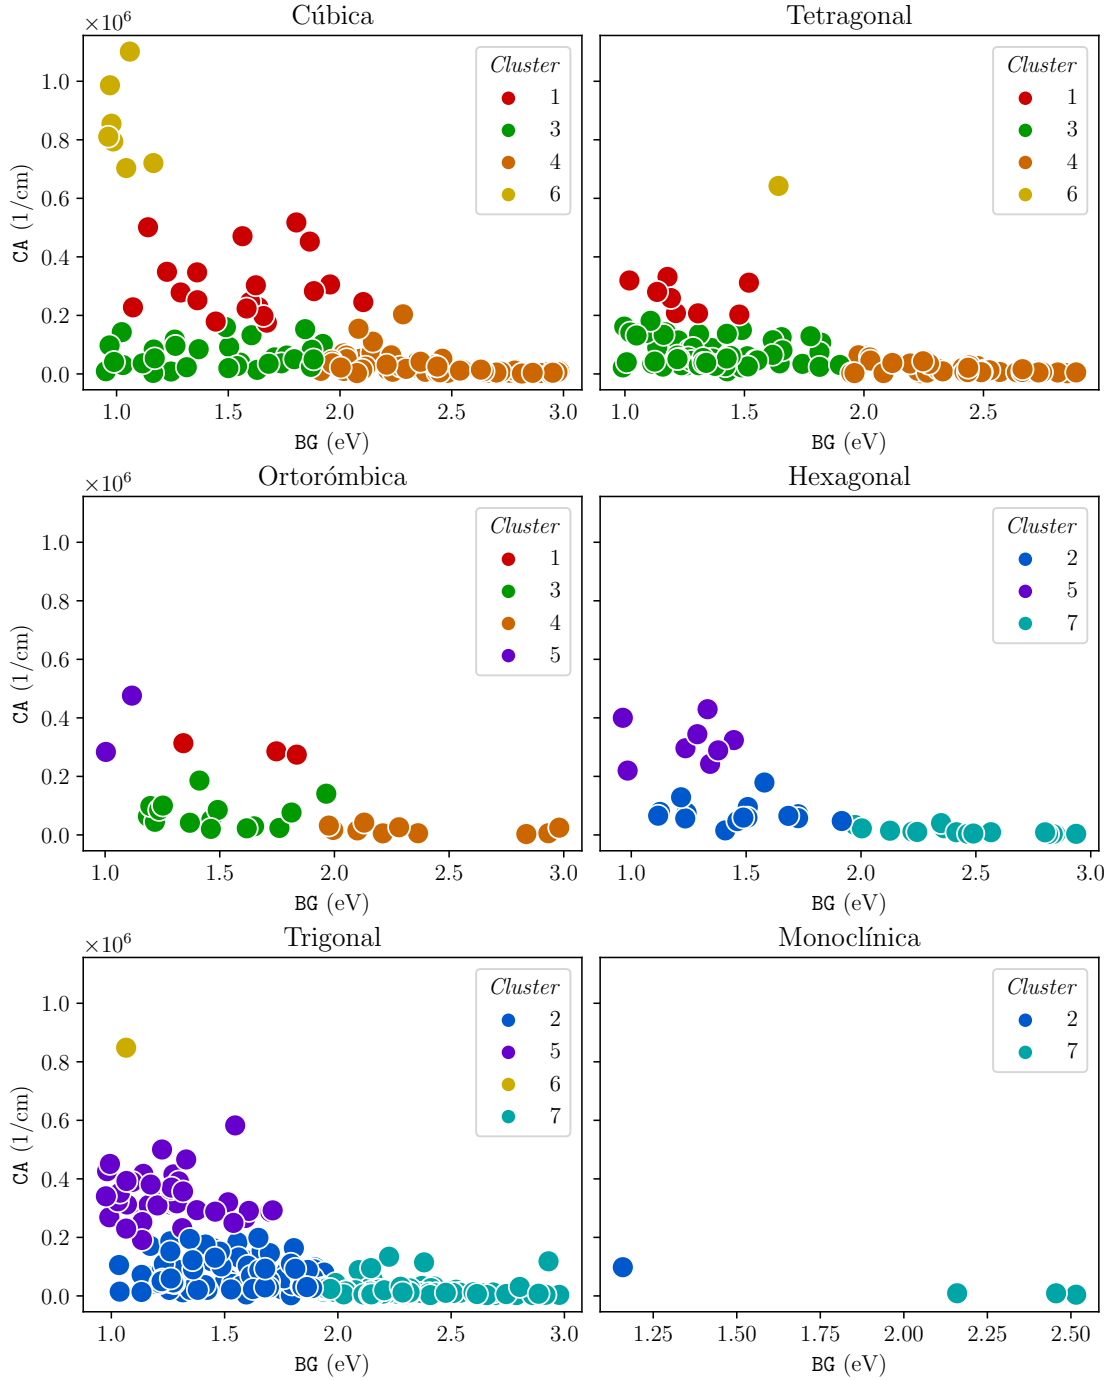 Cúbica
×10⁶
CA (1/cm)
1.0
0.8
0.6
0.4
0.2
0.0
1.0 1.5 2.0 2.5 3.0
BG (eV)
Cluster
1
3
4
6
Tetragonal
1.0 1.5 2.0 2.5
BG (eV)
Cluster
1
3
4
6
Ortorómbica
×10⁶
CA (1/cm)
1.0
0.8
0.6
0.4
0.2
0.0
1.0 1.5 2.0 2.5 3.0
BG (eV)
Cluster
1
3
4
5
Hexagonal
1.0 1.5 2.0 2.5 3.0
BG (eV)
Cluster
2
5
7
Trigonal
×10⁶
CA (1/cm)
1.0
0.8
0.6
0.4
0.2
0.0
1.0 1.5 2.0 2.5 3.0
BG (eV)
Cluster
2
5
6
7
Monoclínica
1.25 1.50 1.75 2.00 2.25 2.50
BG (eV)
Cluster
2
7